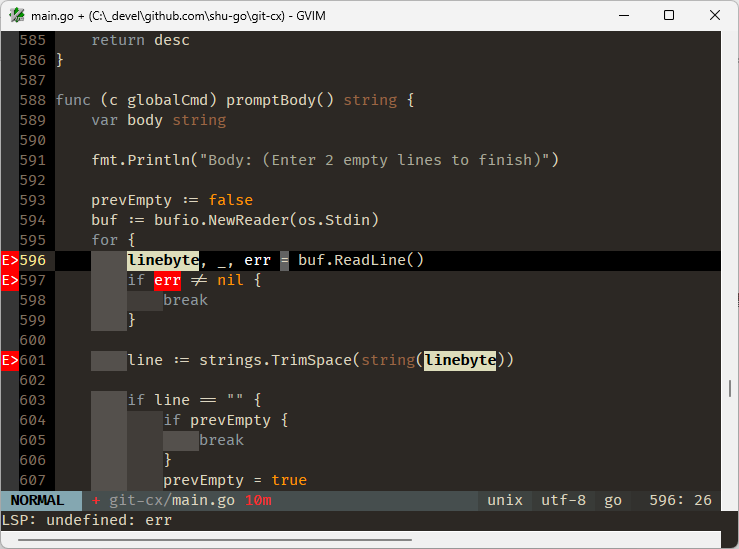 main.go + (C:\_devel\github.com\shu-go\git-cx) - GVIM
585     return desc
586 }
587
588 func (c globalCmd) promptBody() string {
589     var body string
590
591     fmt.Println("Body: (Enter 2 empty lines to finish)")
592
593     prevEmpty := false
594     buf := bufio.NewReader(os.Stdin)
595     for {
E>596         linebyte, _, err = buf.ReadLine()
E>597         if err != nil {
598             break
599         }
600
E>601         line := strings.TrimSpace(string(linebyte))
602
603         if line == "" {
604             if prevEmpty {
605                 break
606             }
607             prevEmpty = true
NORMAL + git-cx/main.go 10m unix utf-8 go 596: 26
LSP: undefined: err